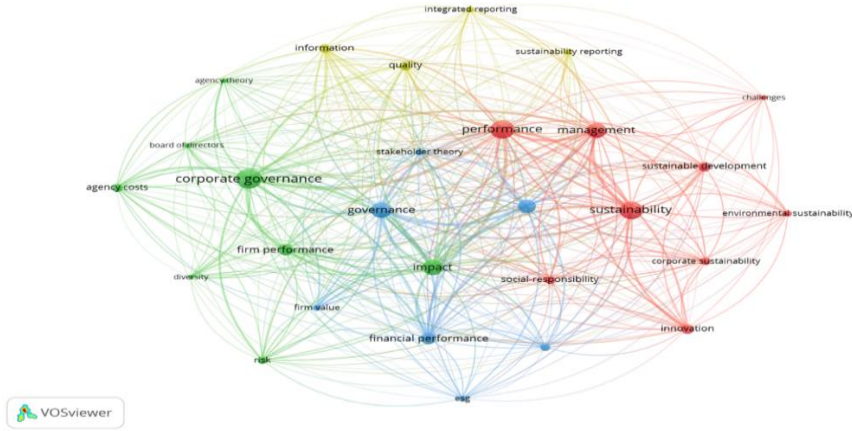 integrated reporting
information
sustainability reporting
quality
agency theory
challenges
performance
management
board of directors
stakeholder theory
sustainable development
corporate governance
agency costs
governance
sustainability
environmental sustainability
firm performance
impact
corporate sustainability
diversity
social-responsibility
firm value
innovation
financial performance
risk
esg
VOSviewer